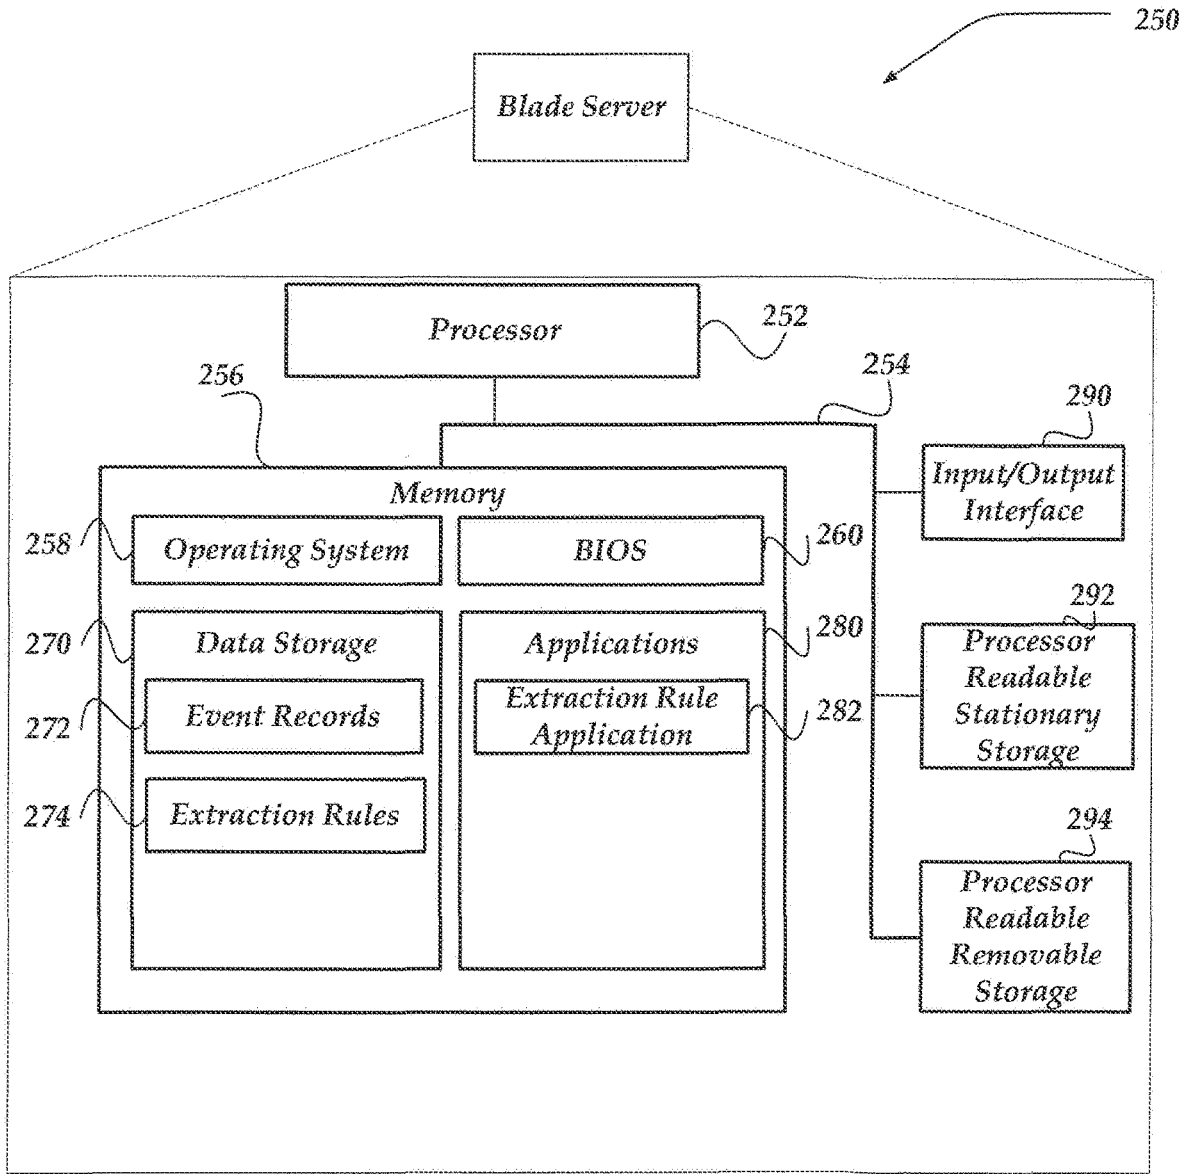 250
Blade Server
Processor
252
256
254
290
Input/Output
Interface
Memory
258
Operating System
BIOS
260
292
Processor
Readable
Stationary
Storage
270
Data Storage
Applications
280
272
Event Records
Extraction Rule
Application
282
274
Extraction Rules
294
Processor
Readable
Removable
Storage